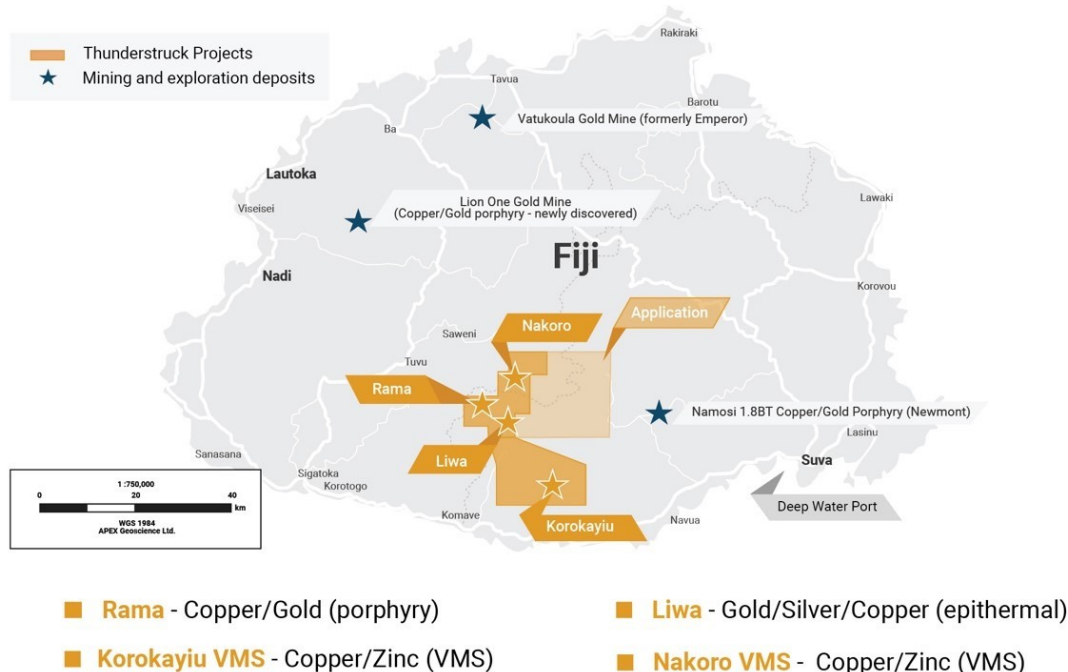 Thunderstruck Projects
Mining and exploration deposits
Rakiraki
Tavua
Barotu
Vatukoula Gold Mine (formerly Emperor)
Ba
Lautoka
Lion One Gold Mine
(Copper/Gold porphyry - newly discovered)
Lawaki
Viseisei
Fiji
Nadi
Korovou
Application
Nakoro
Saweni
Tuvu
Rama
Namosi 1.8BT Copper/Gold Porphyry (Newmont)
Lasinu
Sanasana
Liwa
Suva
Sigatoka
Korotogo
1 :750,000
0 20 40
km
WGS 1984
APEX Geoscience Ltd.
Deep Water Port
Komave
Navua
Korokayiu
Rama - Copper/Gold (porphyry)
Liwa - Gold/Silver/Copper (epithermal)
Korokayiu VMS - Copper/Zinc (VMS)
Nakoro VMS - Copper/Zinc (VMS)